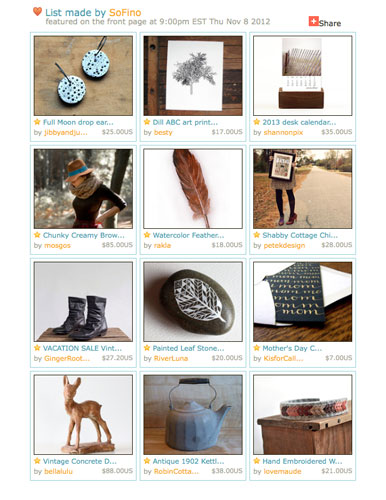 List made by SoFino
featured on the front page at 9:00pm EST Thu Nov 8 2012
Share
Full Moon drop ear...
by jibbyandju... $25.00US
Dill ABC art print...
by besty $17.00US
2013 desk calendar...
by shannonpix $35.00US
Chunky Creamy Brow...
by mosgos $85.00US
Watercolor Feather...
by rakla $18.00US
Shabby Cottage Chi...
by petekdesign $28.00US
VACATION SALE Vint...
by GingerRoot... $27.20US
Painted Leaf Stone...
by RiverLuna $20.00US
mom mom mom
Mother's Day C...
by KisforCall... $7.00US
Vintage Concrete D...
by bellalulu $88.00US
Antique 1902 Kettl...
by RobinCotta... $38.00US
Hand Embroidered W...
by lovemaude $21.00US